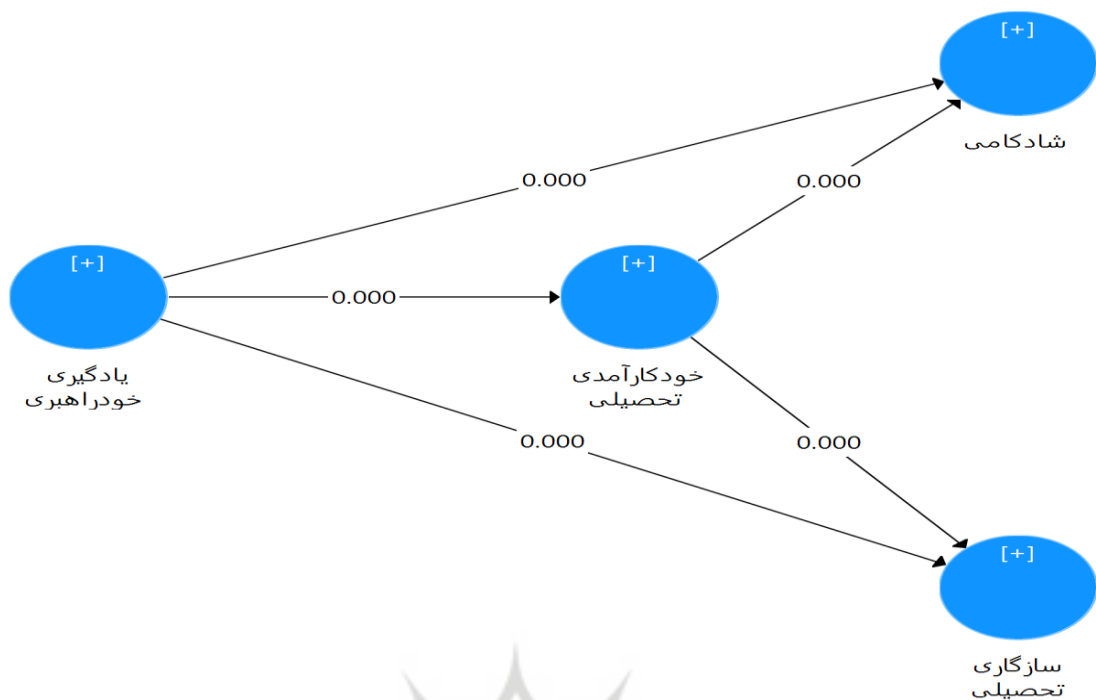 [+]
شادکامی
0.000
0.000
[+]
یادگیری
خودراهبری
0.000
[+]
خودکارآمدی
تحصیلی
0.000
0.000
[+]
سازگاری
تحصیلی